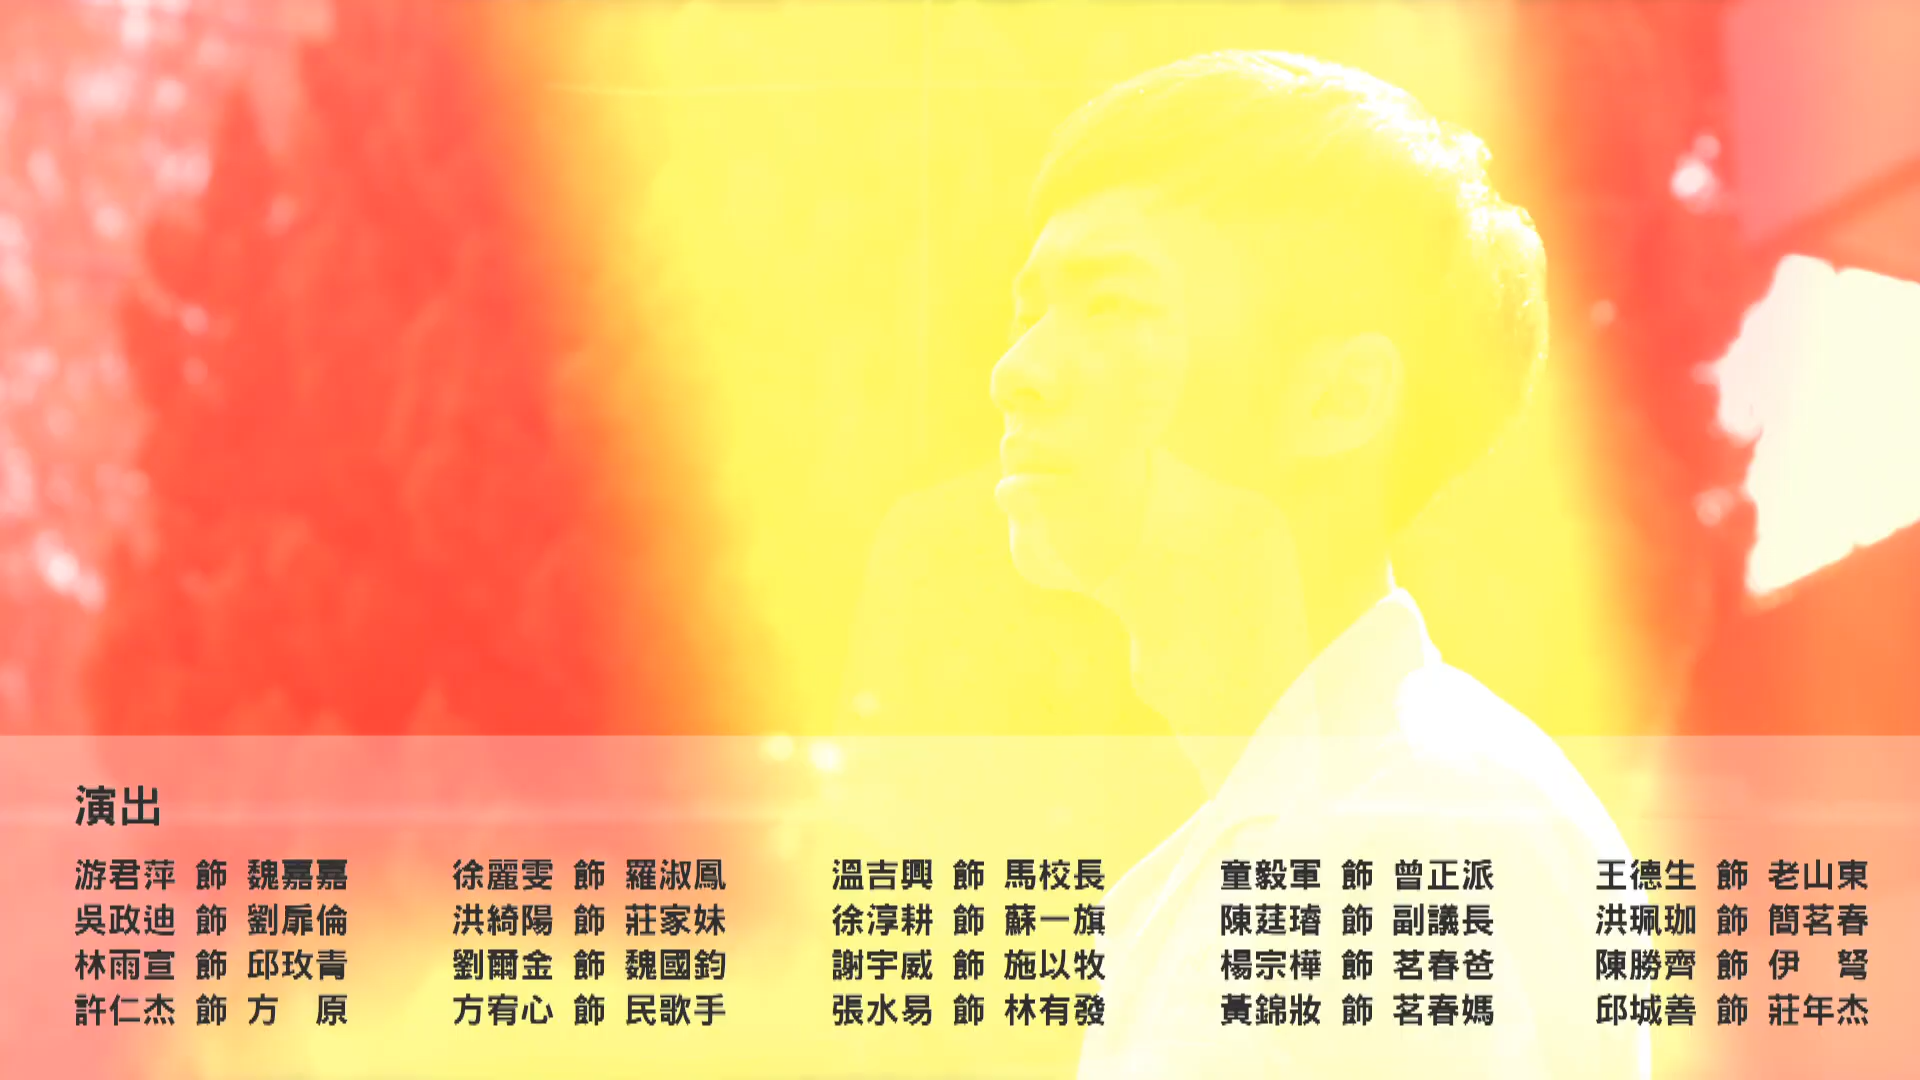 演出
游君萍 飾 魏嘉嘉 徐麗雯 飾 羅淑鳳 溫吉興 飾 馬校長 童毅軍 飾 曾正派 王德生 飾 老山東
吳政迪 飾 劉扉倫 洪綺陽 飾 莊家妹 徐淳耕 飾 蘇一旗 陳莛璿 飾 副議長 洪珮珈 飾 簡茗春
林雨宣 飾 邱玫青 劉爾金 飾 魏國鈞 謝宇威 飾 施以牧 楊宗樺 飾 茗春爸 陳勝齊 飾 伊 弩
許仁杰 飾 方 原 方宥心 飾 民歌手 張水易 飾 林有發 黃錦妝 飾 茗春媽 邱城善 飾 莊年杰